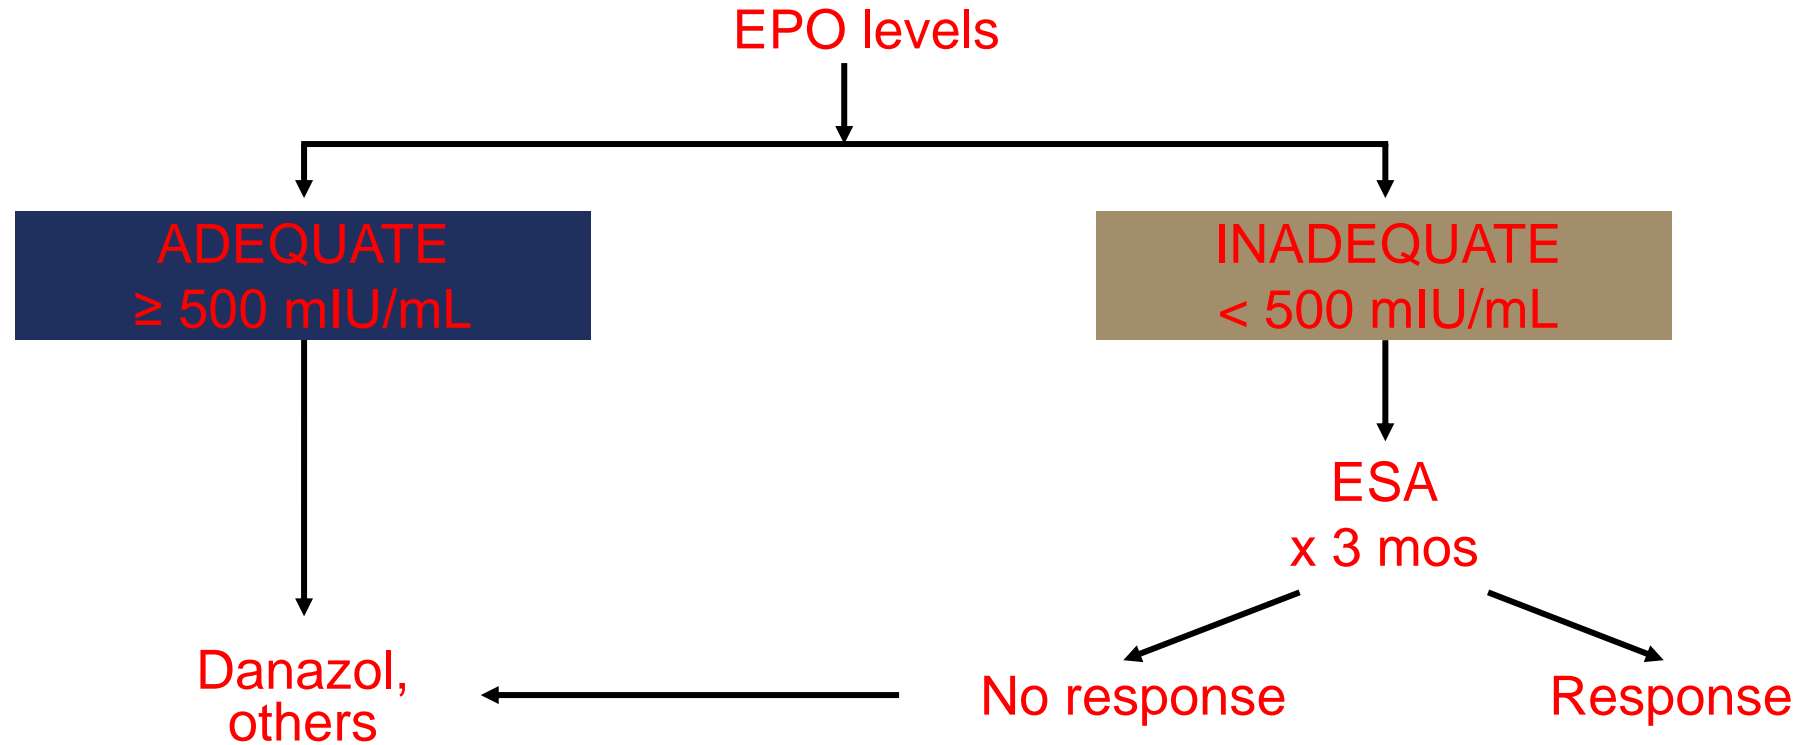 EPO levels
ADEQUATE
≥ 500 mIU/mL
INADEQUATE
< 500 mIU/mL
ESA
x 3 mos
Danazol,
others
No response
Response